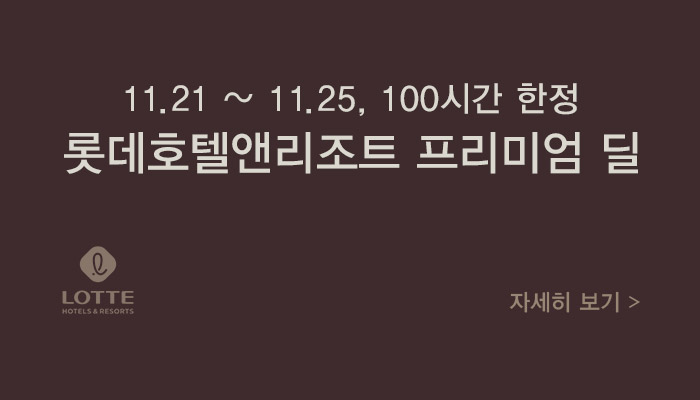 11.21 ~ 11.25, 100시간 한정
롯데호텔앤리조트 프리미엄 딜
LOTTE
HOTELS & RESORTS
자세히 보기 >